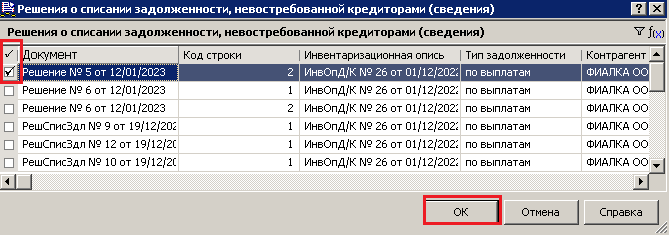 Решения о списании задолженности, невостребованной кредиторами (сведения)
Решения о списании задолженности, невостребованной кредиторами (сведения) f(x)
✓ Документ Код строки Инвентаризационная опись Тип задолженности Контрагент
Решение № 5 от 12/01/2023 2 ИнвОпД/К № 26 от 01/12/2022 по выплатам ФИАЛКА ОО
Решение № 6 от 12/01/2023 1 ИнвОпД/К № 26 от 01/12/2022 по выплатам ФИАЛКА ОО
Решение № 6 от 12/01/2023 2 ИнвОпД/К № 26 от 01/12/2022 по выплатам ФИАЛКА ОО
РешСписЗдл № 9 от 19/12/20 1 ИнвОпД/К № 26 от 01/12/2022 по выплатам ФИАЛКА ОО
РешСписЗдл № 12 от 19/12/2 1 ИнвОпД/К № 26 от 01/12/2022 по выплатам ФИАЛКА ОО
РешСписЗдл № 10 от 19/12/2 1 ИнвОпД/К № 26 от 01/12/2022 по выплатам ФИАЛКА ОО
ОК Отмена Справка